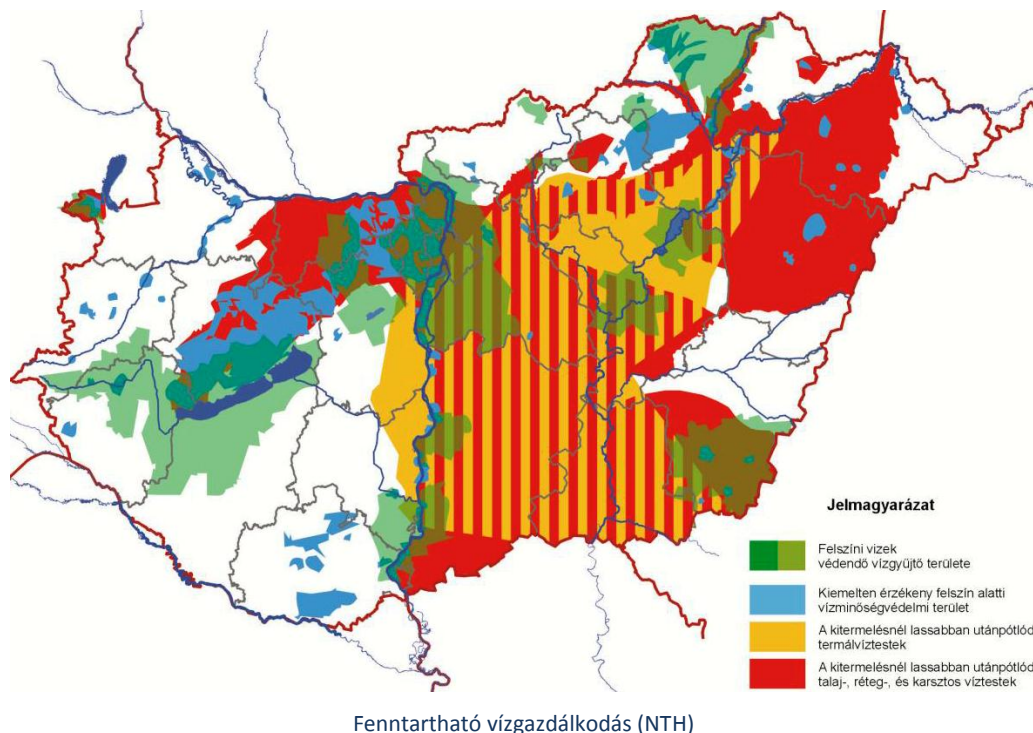 Jelmagyarázat
Felszíni vizek
védendő vízgyüjtő területe
Kiemelten érzékeny felszín alatti
vízminőségvédelmi terület
A kitermelésnél lassabban utánpótlód
termálvíztestek
A kitermelésnél lassabban utánpótlód
talaj-, réteg-, és karsztos víztestek
Fenntartható vízgazdálkodás (NTH)